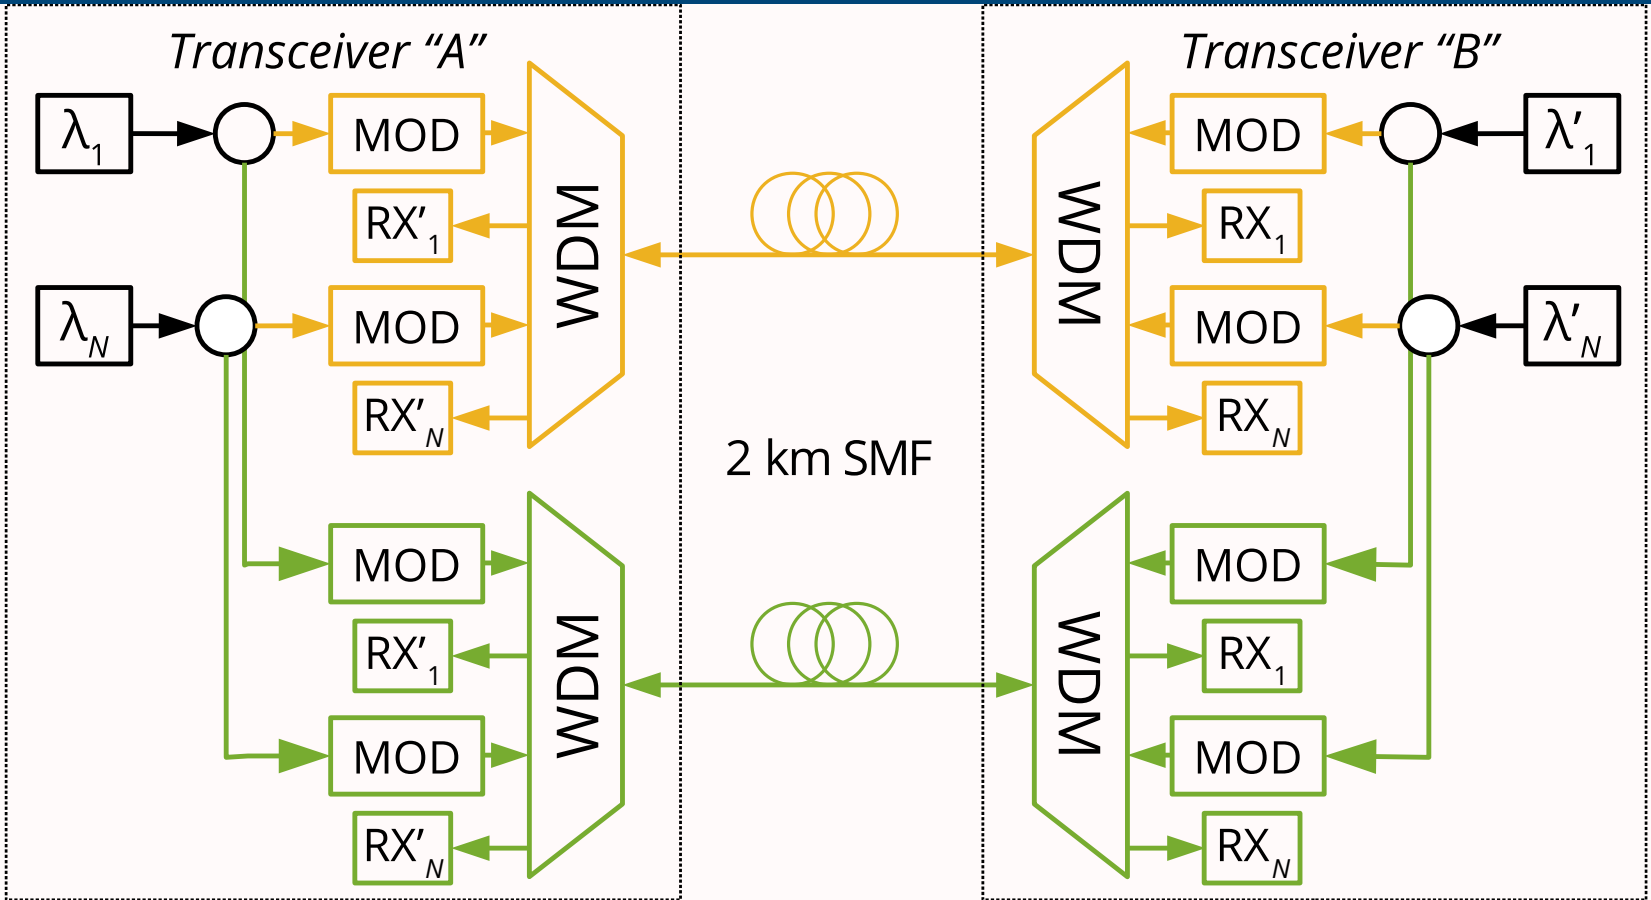 Transceiver “A”
Transceiver “B”
λ1
MOD
MOD
λ’1
RX’1
RX1
WDM
WDM
λN
MOD
MOD
λ’N
RX’N
RXN
2 km SMF
MOD
MOD
RX’1
RX1
WDM
WDM
MOD
MOD
RX’N
RXN